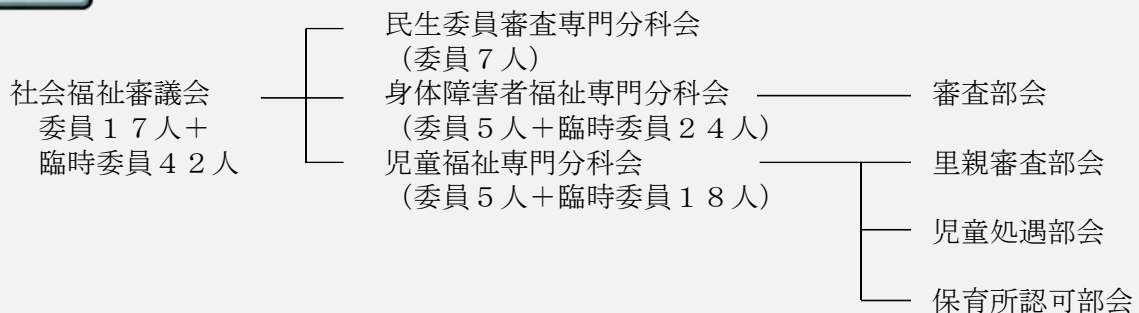 民生委員審査専門分科会
（委員７人）
社会福祉審議会
委員１７人＋
臨時委員４２人
身体障害者福祉専門分科会
（委員５人＋臨時委員２４人）
審査部会
児童福祉専門分科会
（委員５人＋臨時委員１８人）
里親審査部会
児童処遇部会
保育所認可部会